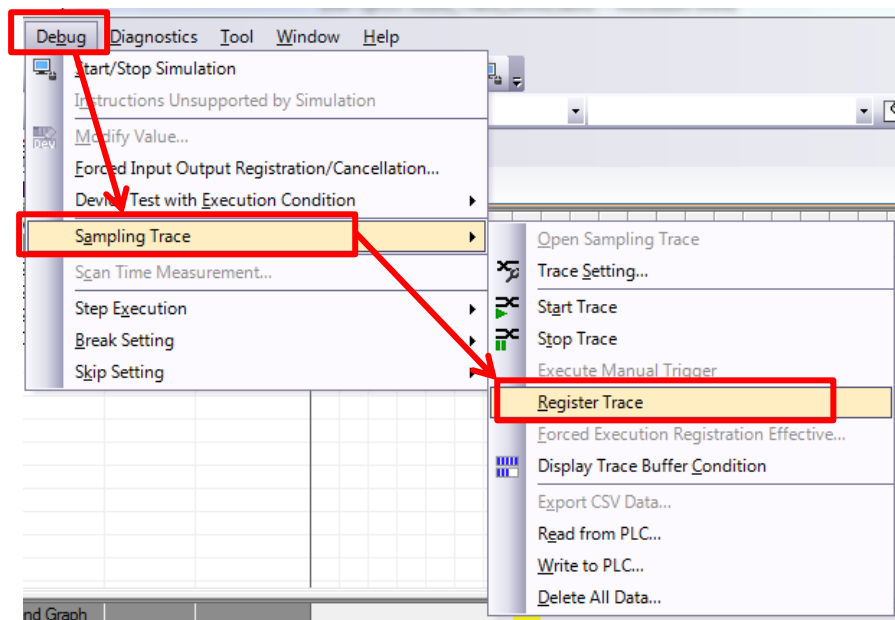 Debug Diagnostics Tool Window Help
Start/Stop Simulation
Instructions Unsupported by Simulation
Modify Value...
Forced Input Output Registration/Cancellation...
Device Test with Execution Condition
Sampling Trace
Scan Time Measurement...
Step Execution
Break Setting
Skip Setting
Open Sampling Trace
Trace Setting...
Start Trace
Stop Trace
Execute Manual Trigger
Register Trace
Forced Execution Registration Effective...
Display Trace Buffer Condition
Export CSV Data...
Read from PLC...
Write to PLC...
Delete All Data...
nd Graph